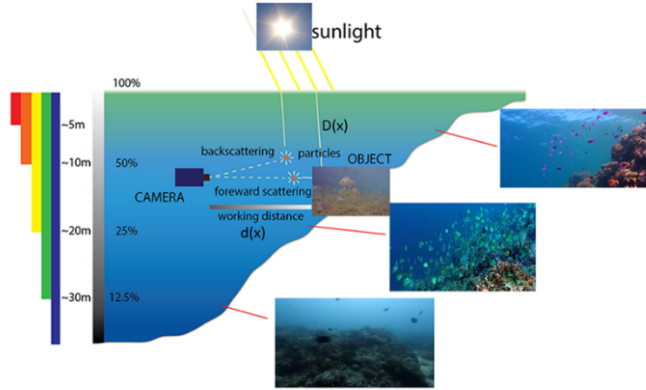 sunlight
100%
~5m
D(x)
backscattering
particles
~10m
50%
OBJECT
CAMERA
foreward scattering
working distance
~20m
25%
d(x)
~30m
12.5%